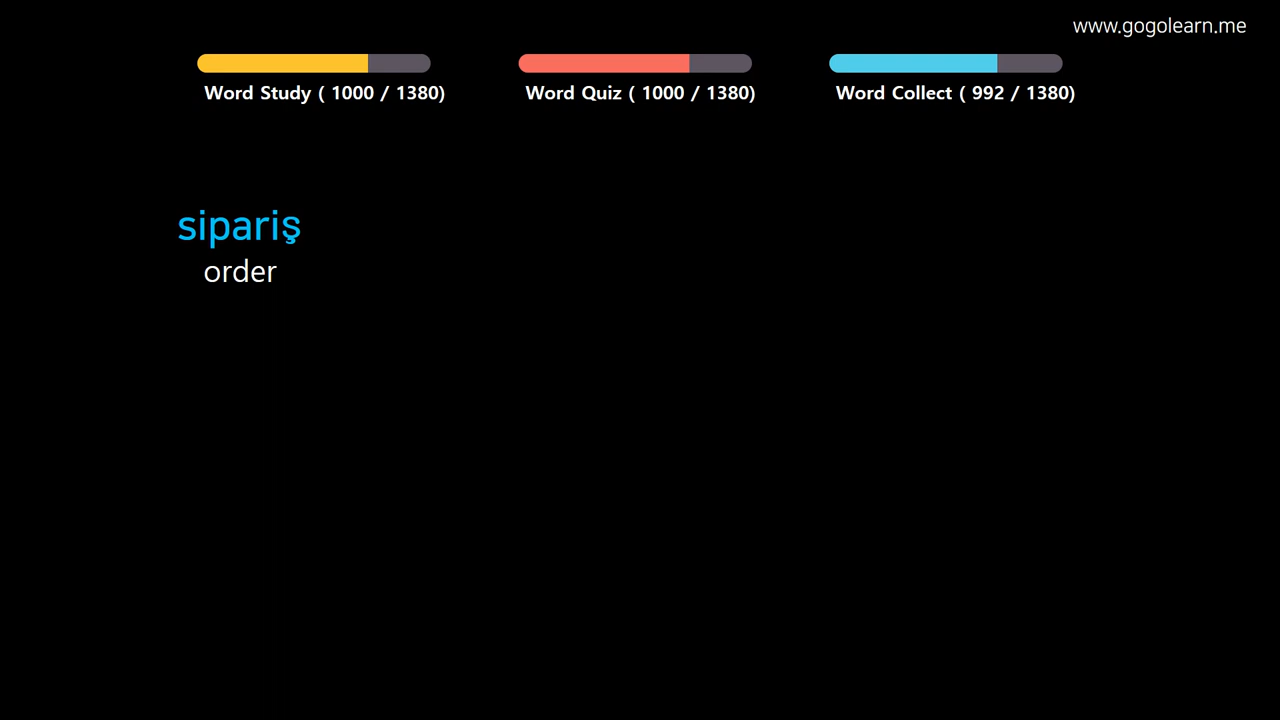 www.gogolearn.me
Word Study ( 1000 / 1380)
Word Quiz ( 1000 / 1380)
Word Collect ( 992 / 1380)
sipariş
order